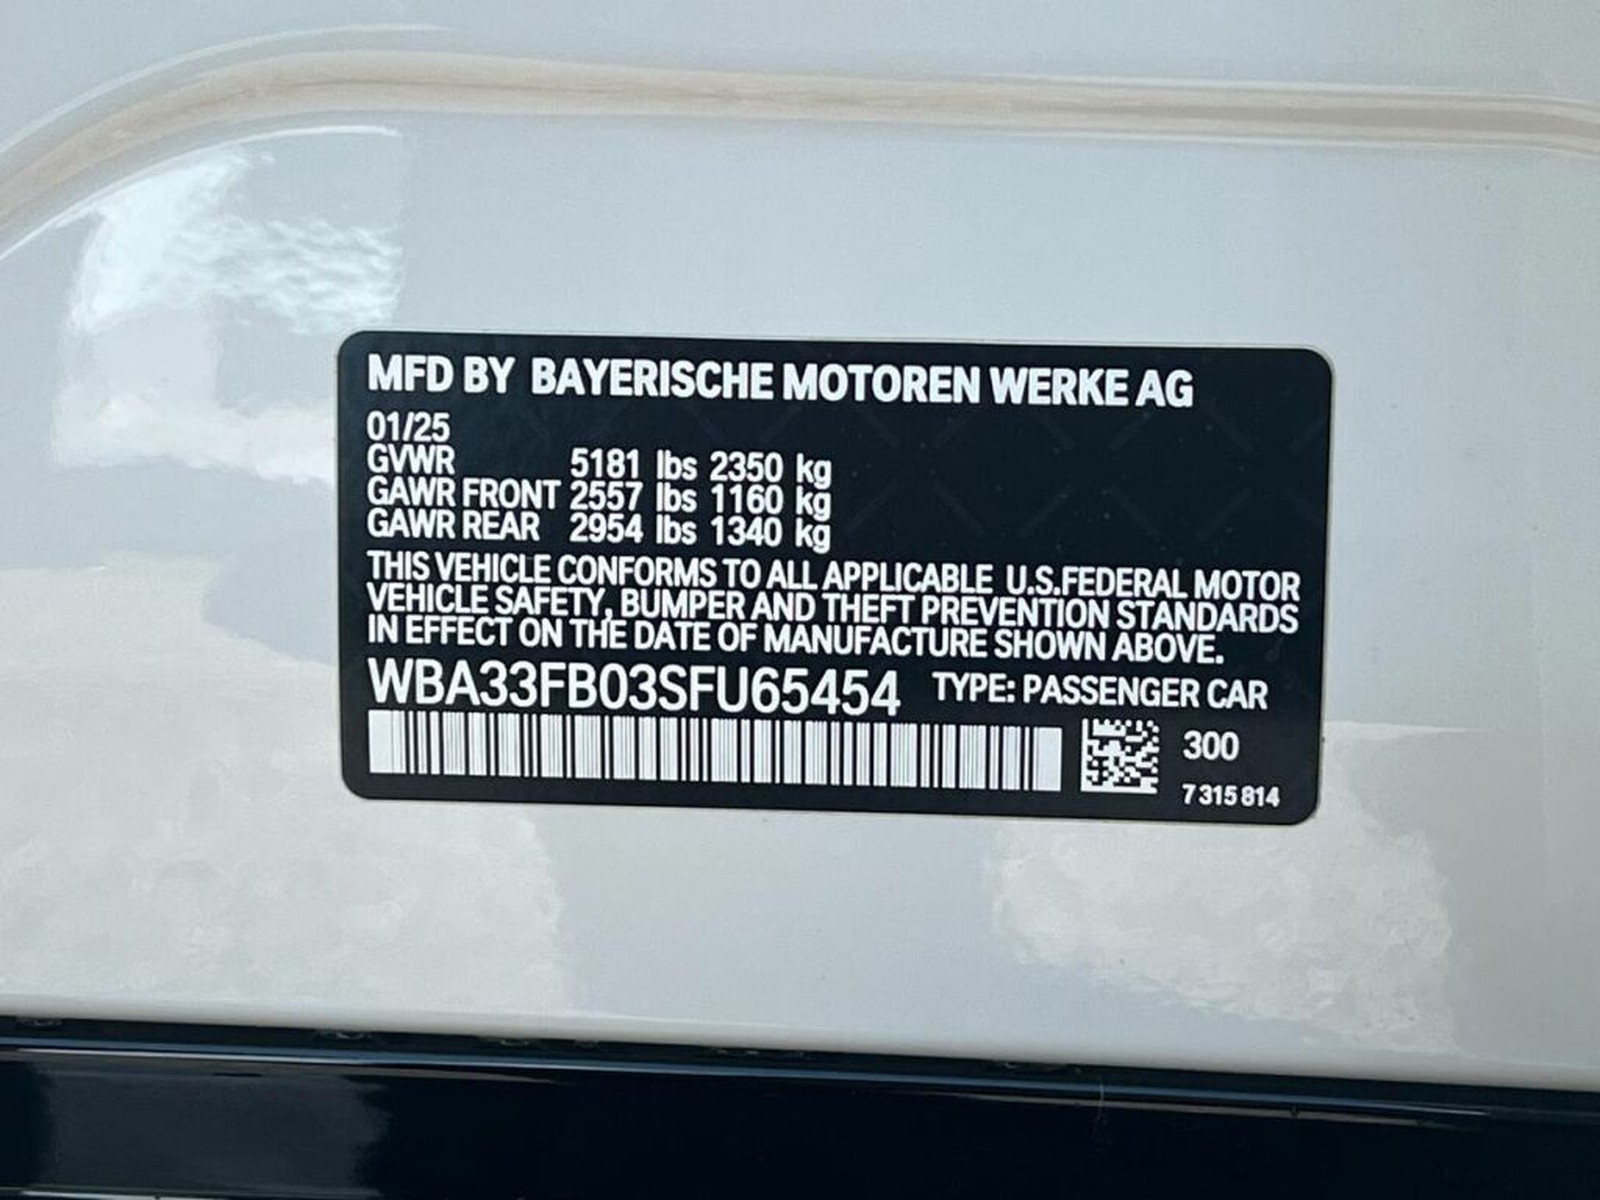 MFD BY BAYERISCHE MOTOREN WERKE AG
01/25
GVWR 5181 lbs 2350 kg
GAWR FRONT 2557 lbs 1160 kg
GAWR REAR 2954 lbs 1340 kg
THIS VEHICLE CONFORMS TO ALL APPLICABLE U.S.FEDERAL MOTOR
VEHICLE SAFETY, BUMPER AND THEFT PREVENTION STANDARDS
IN EFFECT ON THE DATE OF MANUFACTURE SHOWN ABOVE.
WBA33FB03SFU65454 TYPE: PASSENGER CAR
300
7 315 814